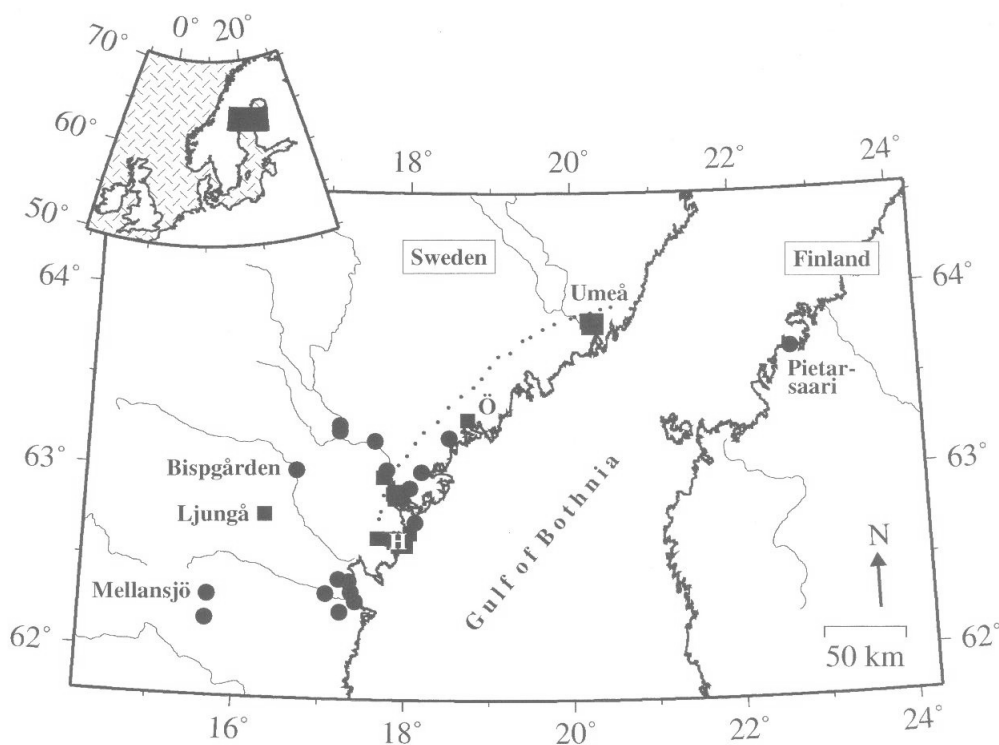 0° 20°
70°
60°
50°
18° 20° 22° 24°
Sweden
Finland
64°
64°
Umeå
Pietar-
saari
Ö
63°
63°
Bispgården
Ljungå
Gulf of Bothnia
N
H
Mellansjö
62°
62°
50 km
16° 18° 20° 22° 24°